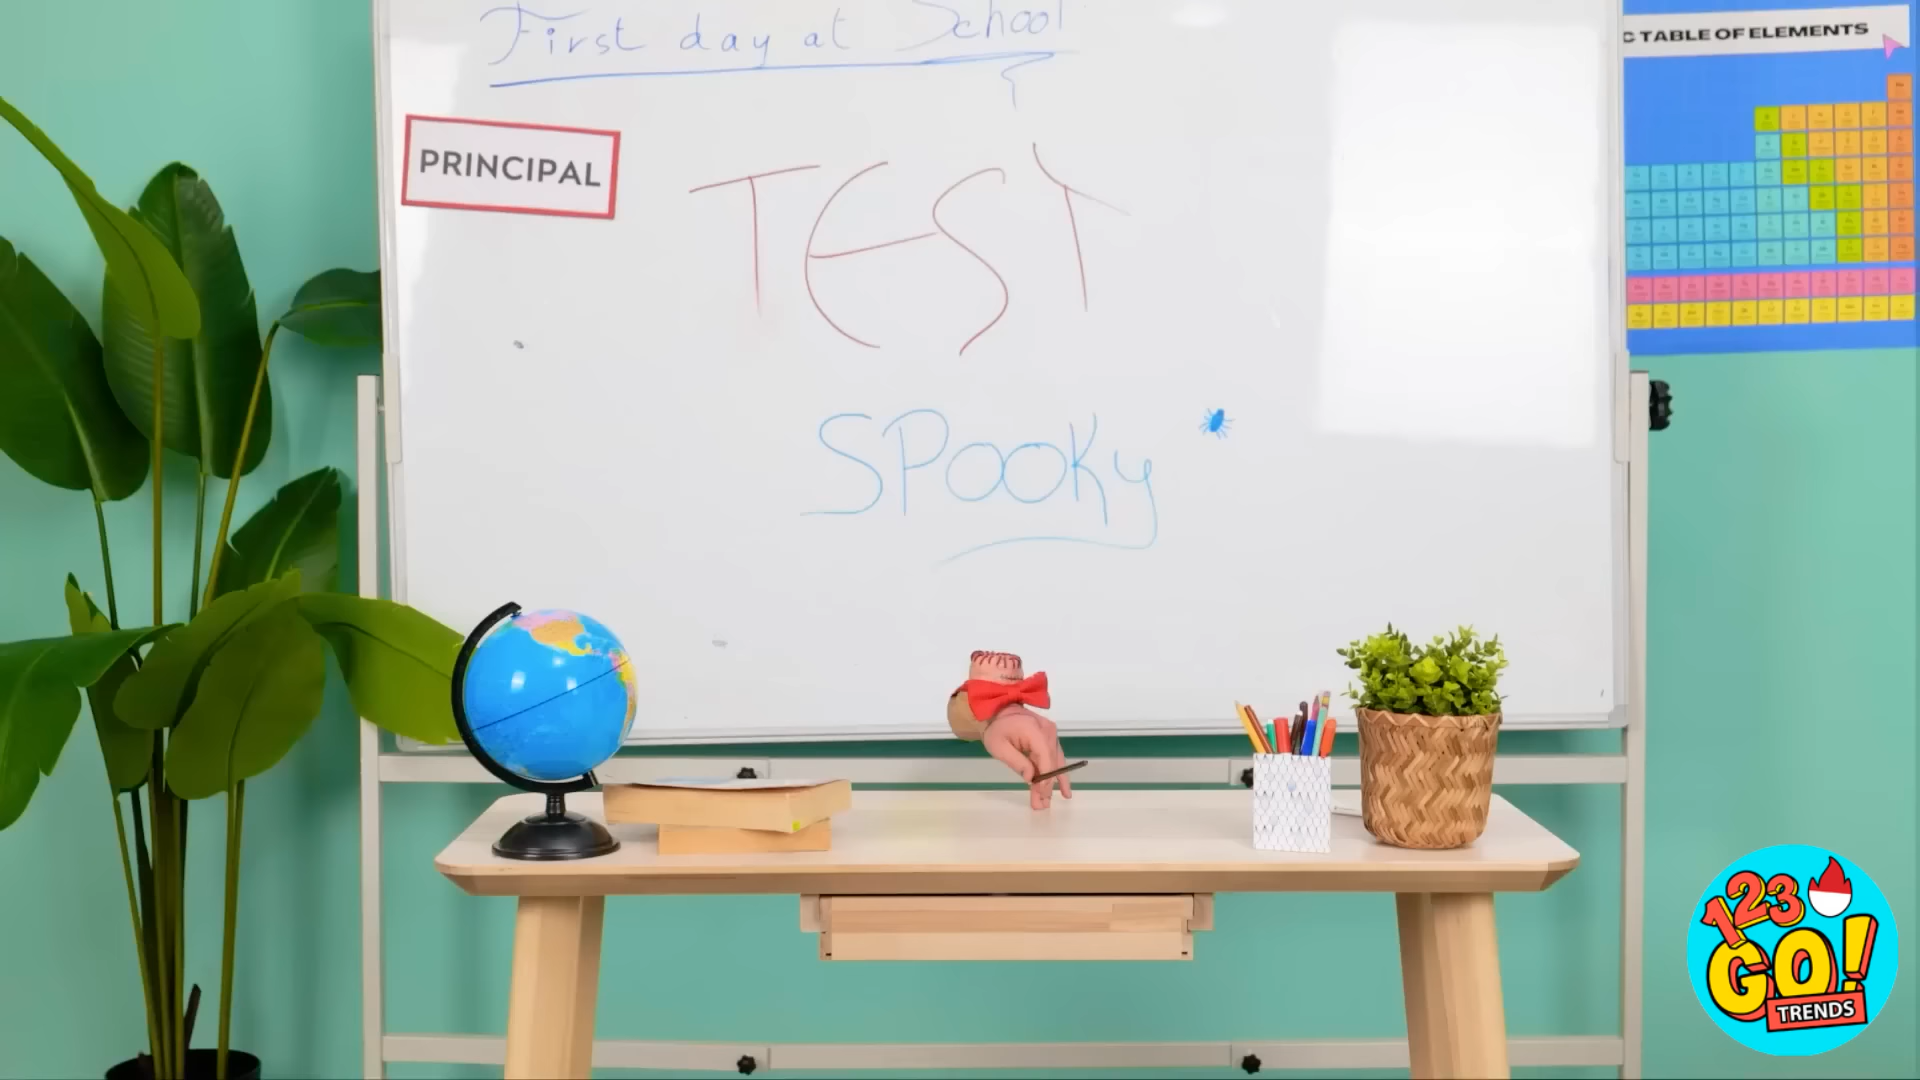 First day at School
C TABLE OF ELEMENTS
PRINCIPAL
TEST
SPOOKY
123
GO!
TRENDS